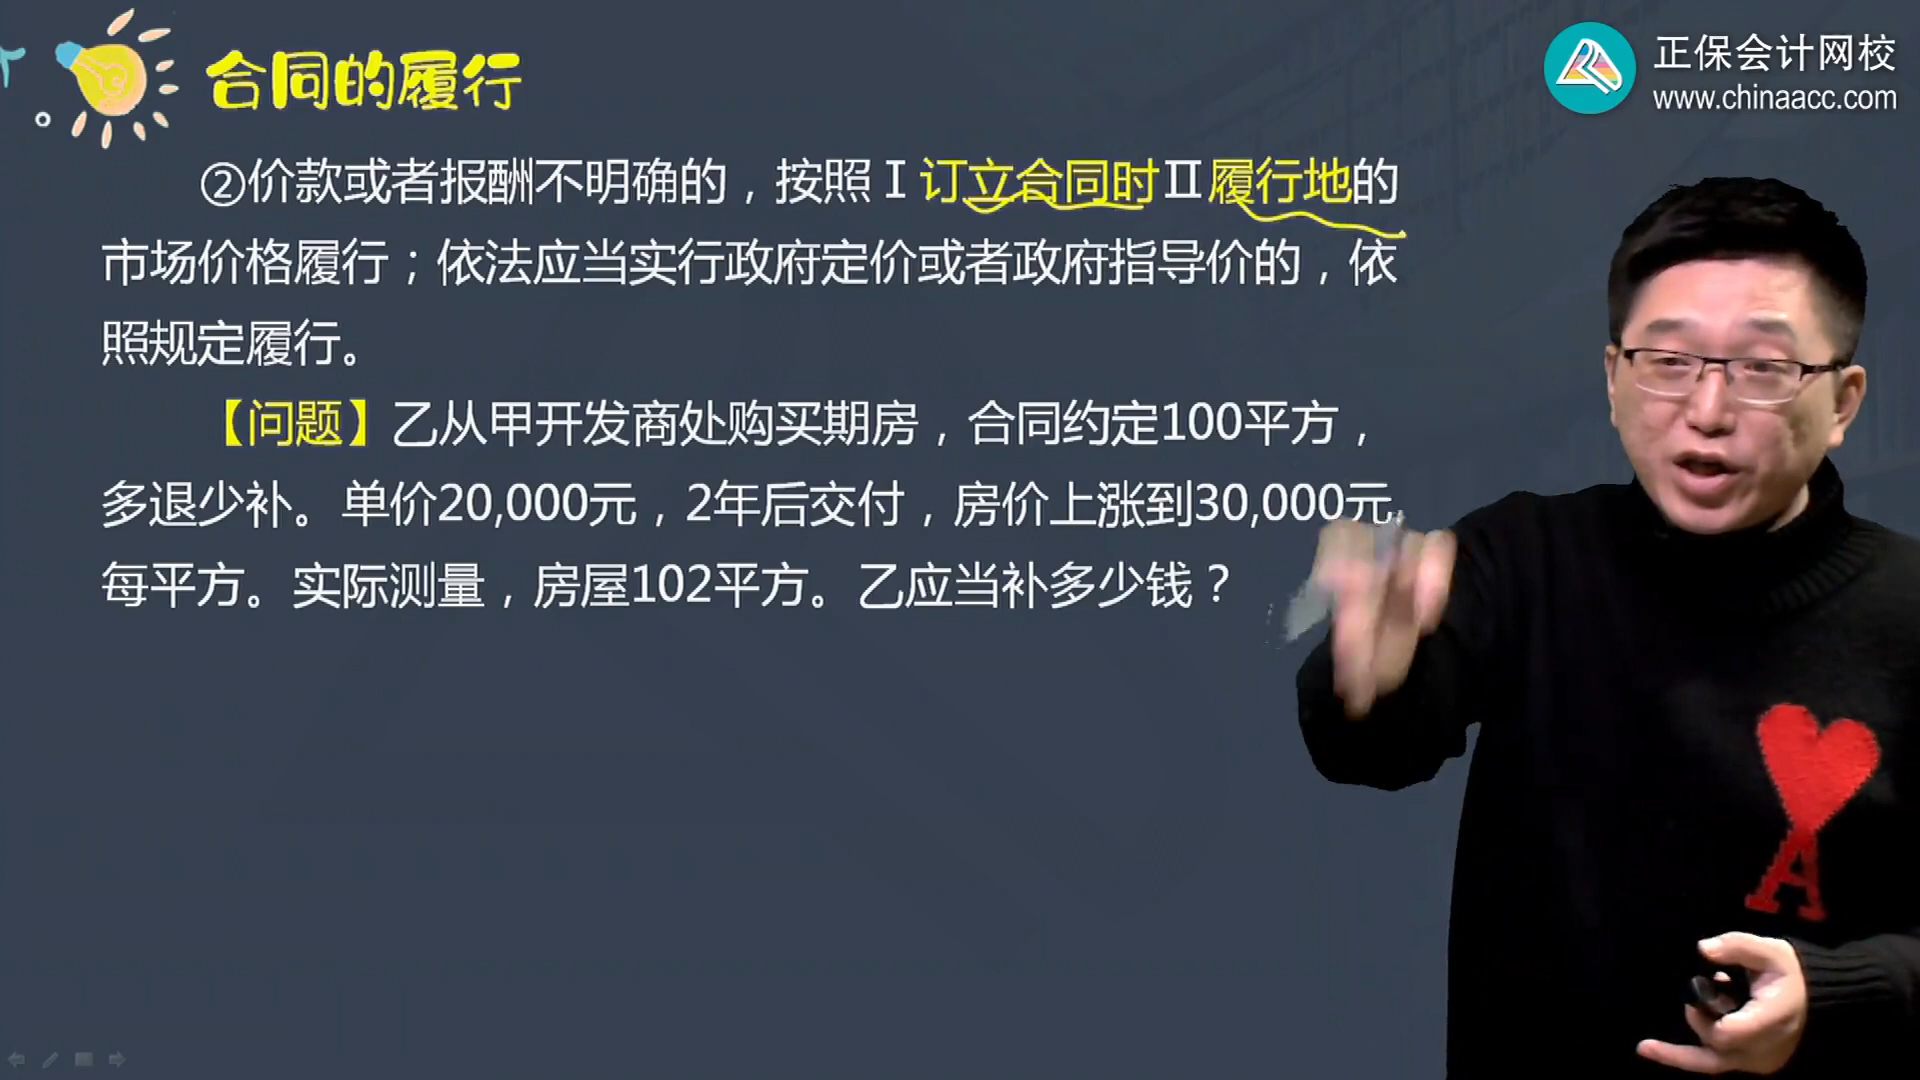 合同的履行
正保会计网校
www.chinaacc.com
②价款或者报酬不明确的，按照Ⅰ订立合同时Ⅱ履行地的
市场价格履行；依法应当实行政府定价或者政府指导价的，依
照规定履行。
【问题】乙从甲开发商处购买期房，合同约定100平方，
多退少补。单价20,000元，2年后交付，房价上涨到30,000元
每平方。实际测量，房屋102平方。乙应当补多少钱？
A